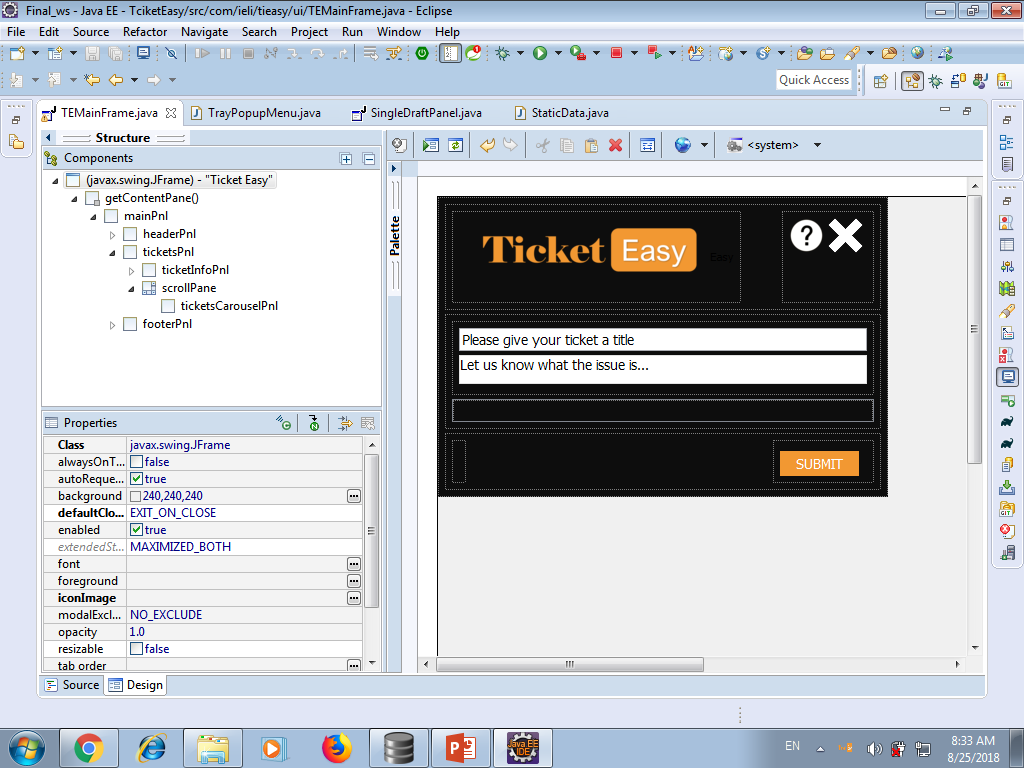 Final_ws - Java EE - TciketEasy/src/com/ieli/tieasy/ui/TEMainFrame.java - Eclipse
File Edit Source Refactor Navigate Search Project Run Window Help
Quick Access
TEMainFrame.java TrayPopupMenu.java SingleDraftPanel.java StaticData.java
Structure
Components
(javax.swing.JFrame) - "Ticket Easy"
getContentPane()
mainPnl
headerPnl
ticketsPnl
ticketInfoPnl
scrollPane
ticketsCarouselPnl
footerPnl
<system>
Palette
Ticket Easy
Easy
?
Please give your ticket a title
Let us know what the issue is...
SUBMIT
Properties
Class javax.swing.JFrame
alwaysOnT... false
autoReque... true
background 240,240,240
defaultClo... EXIT_ON_CLOSE
enabled true
extendedSt... MAXIMIZED_BOTH
font
foreground
iconImage
modalExcl... NO_EXCLUDE
opacity 1.0
resizable false
tab order
Source Design
Java EE
IDE
EN
8:33 AM
8/25/2018